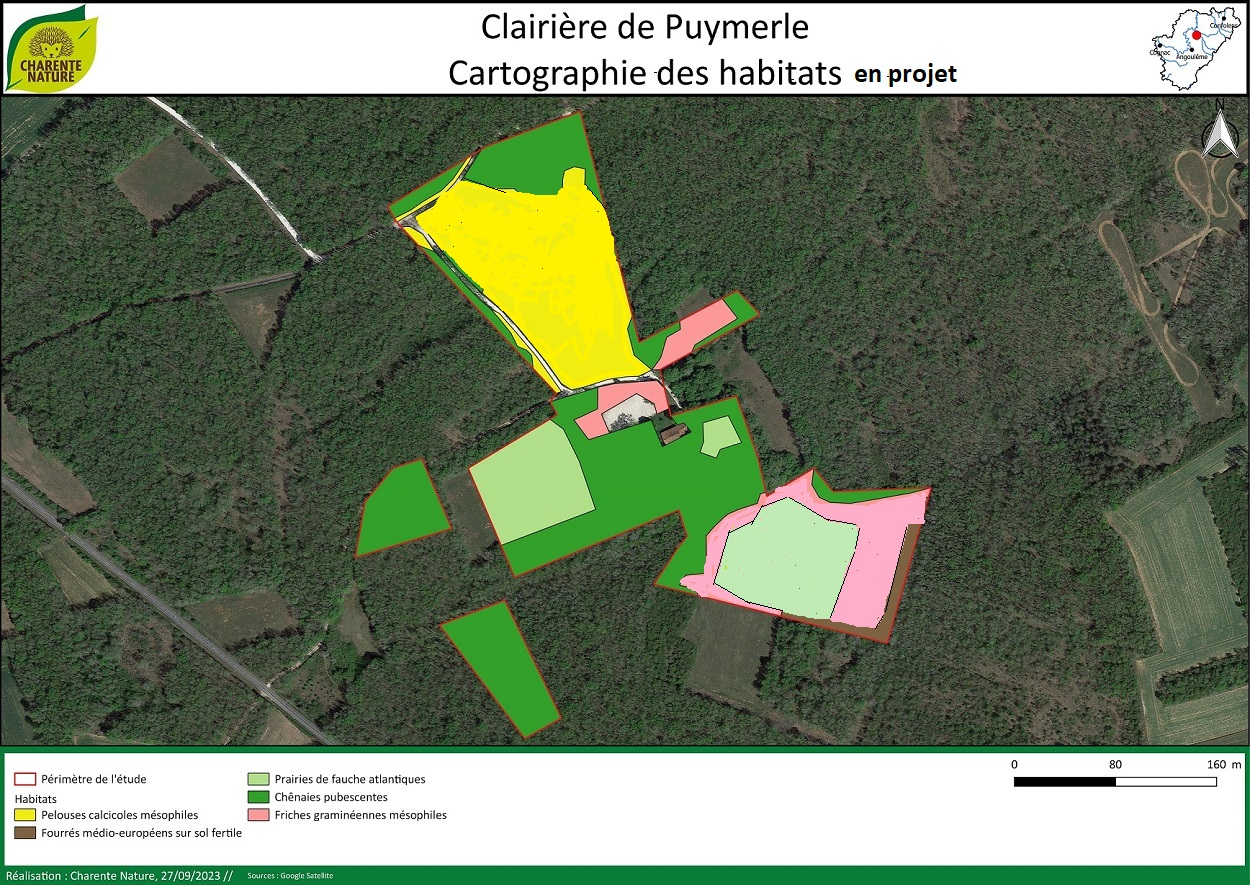 CHARENTE
NATURE
Clairière de Puymerle
Cartographie des habitats en projet
Confolens
Cognac
Angoulême
N
Périmètre de l'étude
Habitats
Pelouses calcicoles mésophiles
Fourrés médio-européens sur sol fertile
Prairies de fauche atlantiques
Chênaies pubescentes
Friches graminéennes mésophiles
0 80 160 m
Réalisation : Charente Nature, 27/09/2023 // Sources : Google Satellite